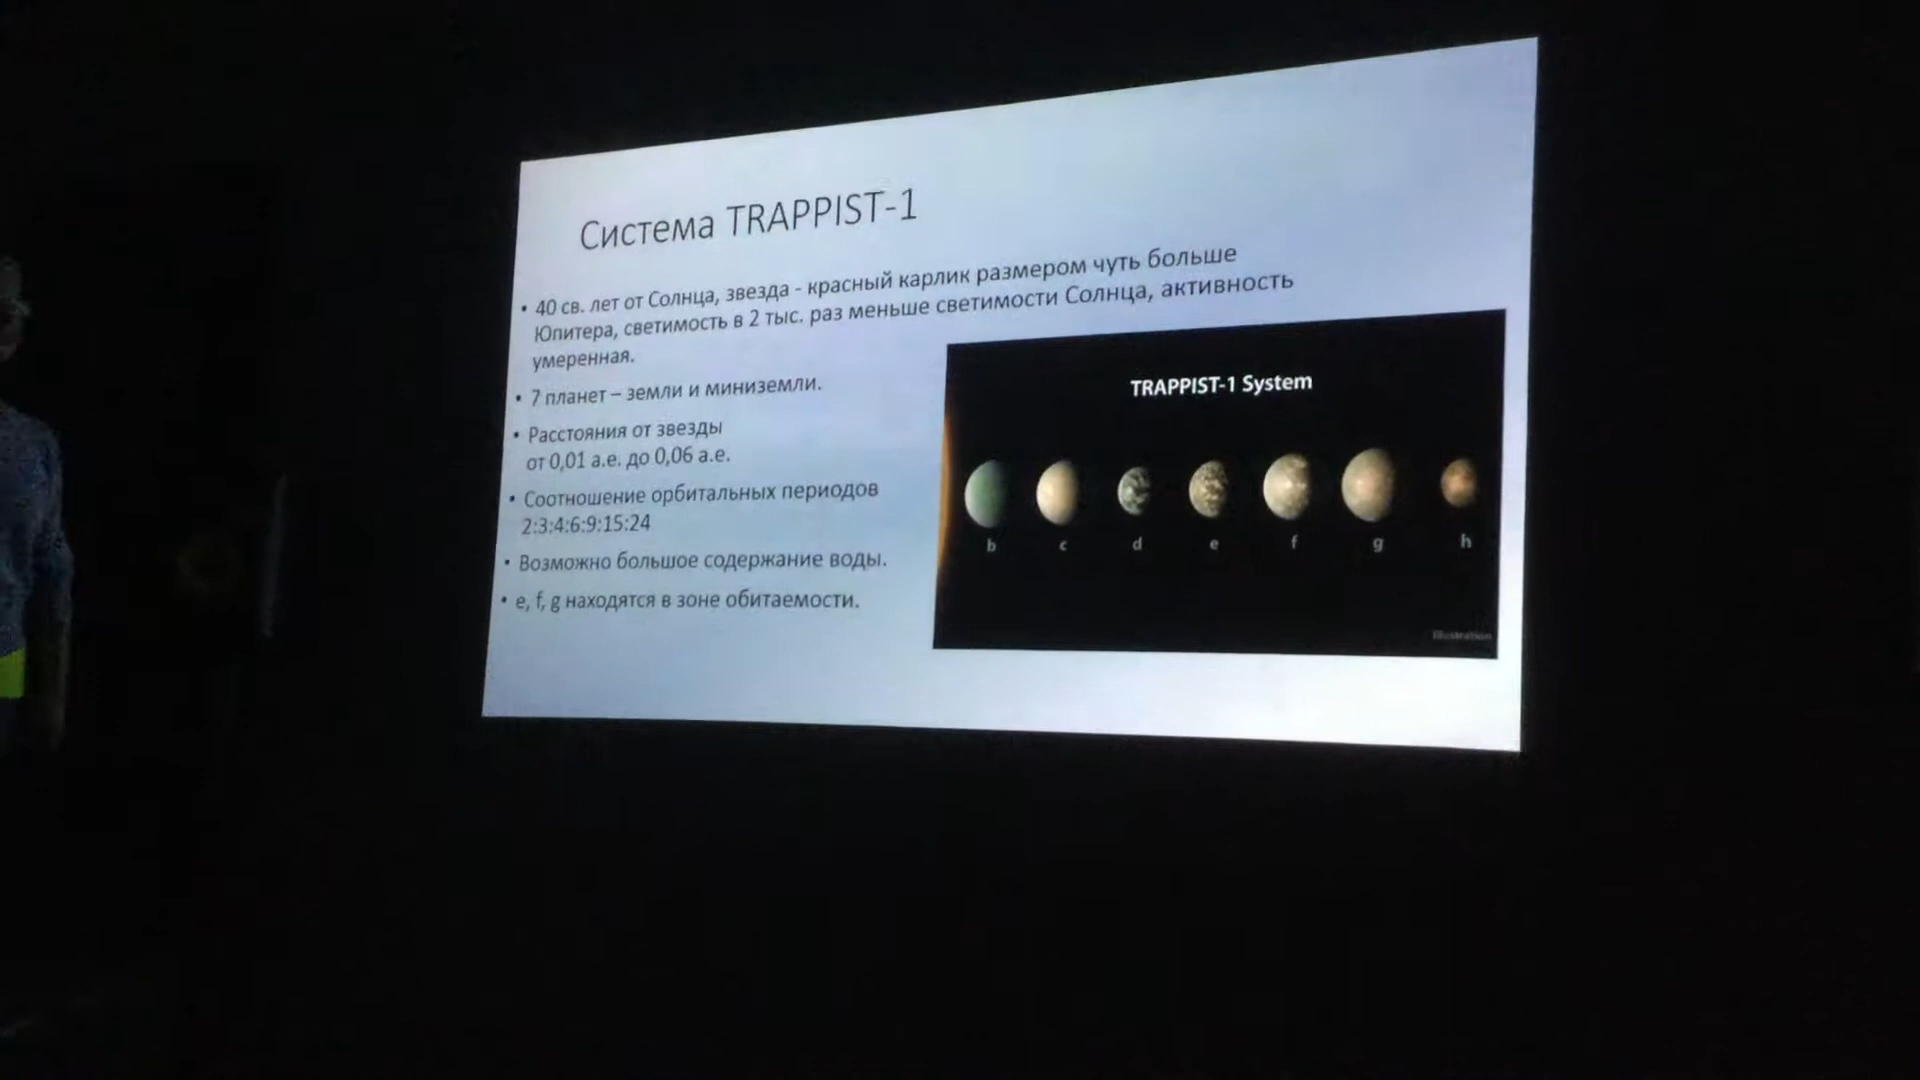 Система TRAPPIST-1
• 40 св. лет от Солнца, звезда - красный карлик размером чуть больше
Юпитера, светимость в 2 тыс. раз меньше светимости Солнца, активность
умеренная.
• 7 планет – земли и миниземли.
• Расстояния от звезды
от 0,01 а.е. до 0,06 а.е.
• Соотношение орбитальных периодов
2:3:4:6:9:15:24
• Возможно большое содержание воды.
• e, f, g находятся в зоне обитаемости.
TRAPPIST-1 System
b c d e f g h
Illustration